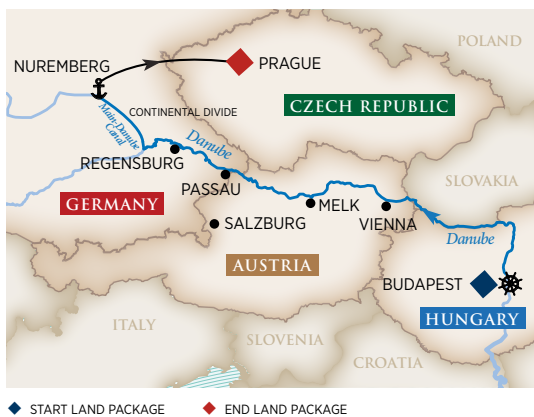 POLAND
NUREMBERG
PRAGUE
CZECH REPUBLIC
CONTINENTAL DIVIDE
Main-Danube
Canal
Danube
REGENSBURG
PASSAU
SLOVAKIA
GERMANY
MELK
SALZBURG
VIENNA
Danube
AUSTRIA
BUDAPEST
HUNGARY
ITALY
SLOVENIA
CROATIA
START LAND PACKAGE
END LAND PACKAGE